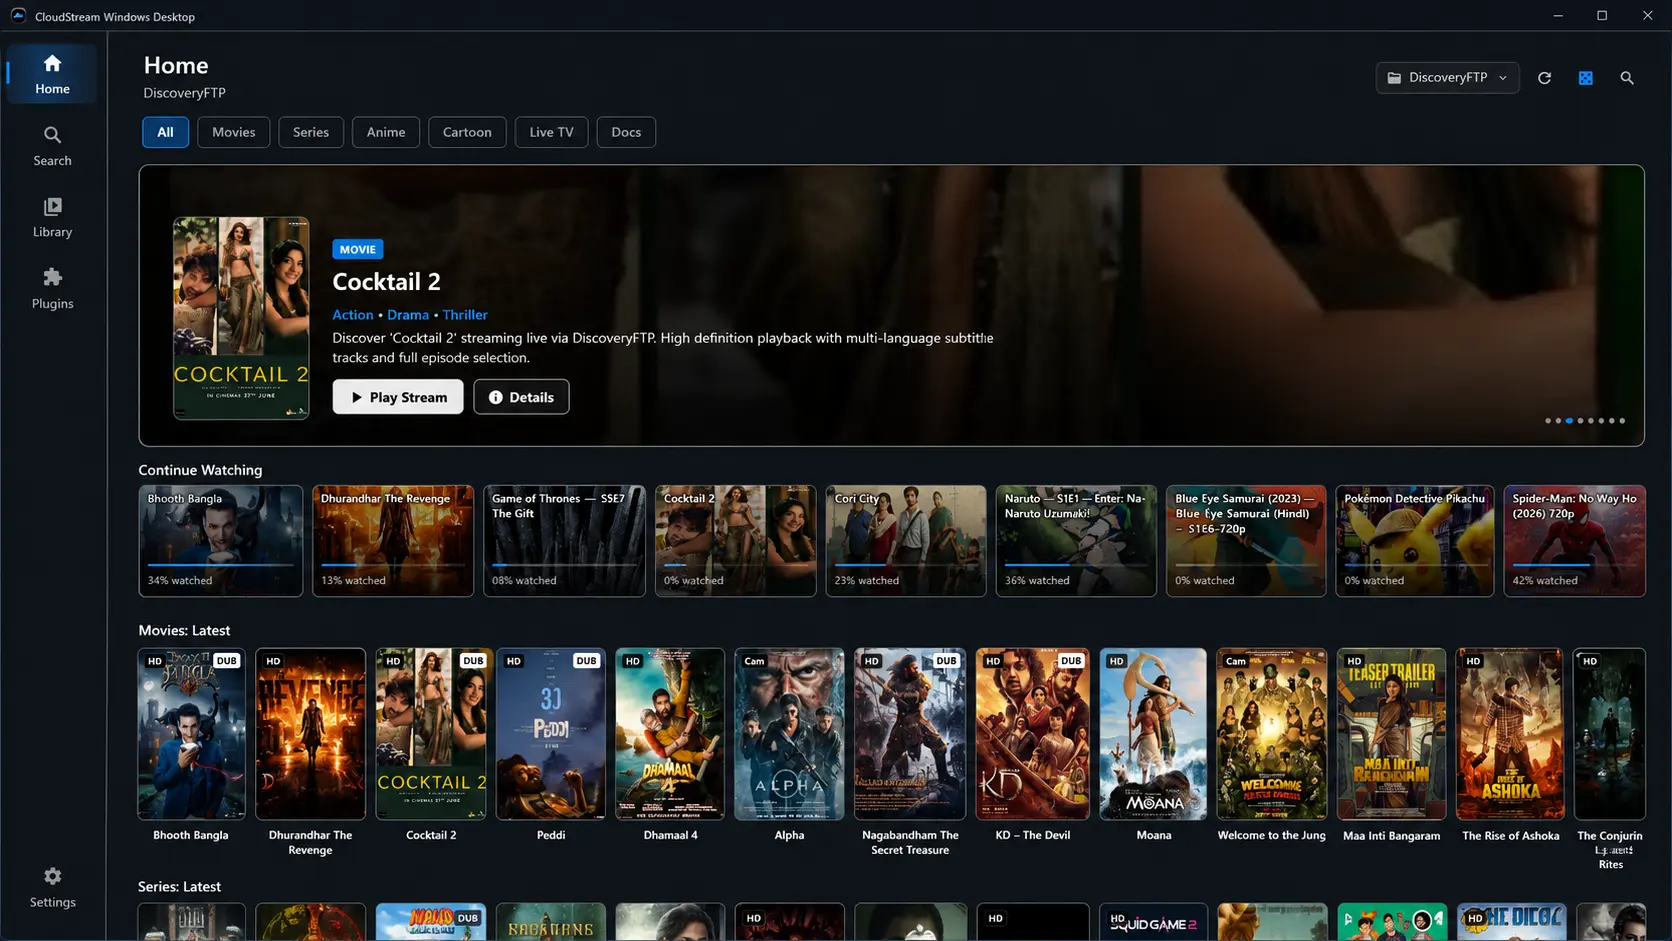 CloudStream Windows Desktop
Home
Search
Library
Plugins
Settings
Home
DiscoveryFTP
DiscoveryFTP
All
Movies
Series
Anime
Cartoon
Live TV
Docs
COCKTAIL 2
IN CINEMAS
MOVIE
Cocktail 2
Action • Drama • Thriller
Discover 'Cocktail 2' streaming live via DiscoveryFTP. High definition playback with multi-language subtitle
tracks and full episode selection.
Play Stream
Details
Continue Watching
Bhooth Bangla
34% watched
Dhurandhar The Revenge
13% watched
Game of Thrones — S5E7
The Gift
08% watched
Cocktail 2
0% watched
Cori City
23% watched
Naruto — S1E1 — Enter: Na-
Naruto Uzumaki!
36% watched
Blue Eye Samurai (2023) —
Blue Eye Samurai (Hindi)
– S1E6-720p
0% watched
Pokémon Detective Pikachu
0% watched
Spider-Man: No Way Ho
(2026) 720p
42% watched
Movies: Latest
HD
DUB
Bhooth Bangla
HD
REVENGE
Dhurandhar The
Revenge
HD
DUB
COCKTAIL 2
IN CINEMAS
Cocktail 2
HD
DUB
Peddi
HD
DHAMAAL
4
Dhamaal 4
Cam
ALPHA
Alpha
HD
DUB
Nagabandham The
Secret Treasure
HD
DUB
KD
KD – The Devil
HD
MOANA
Moana
Cam
WELCOME
Welcome to the Jung
HD
TEASER TRAILER
MAA INTI
Maa Inti Bangaram
HD
ASHOKA
The Rise of Ashoka
HD
The Conjurin
Rites
Series: Latest
DUB
HD
HD
HD
SQUID GAME 2
HD